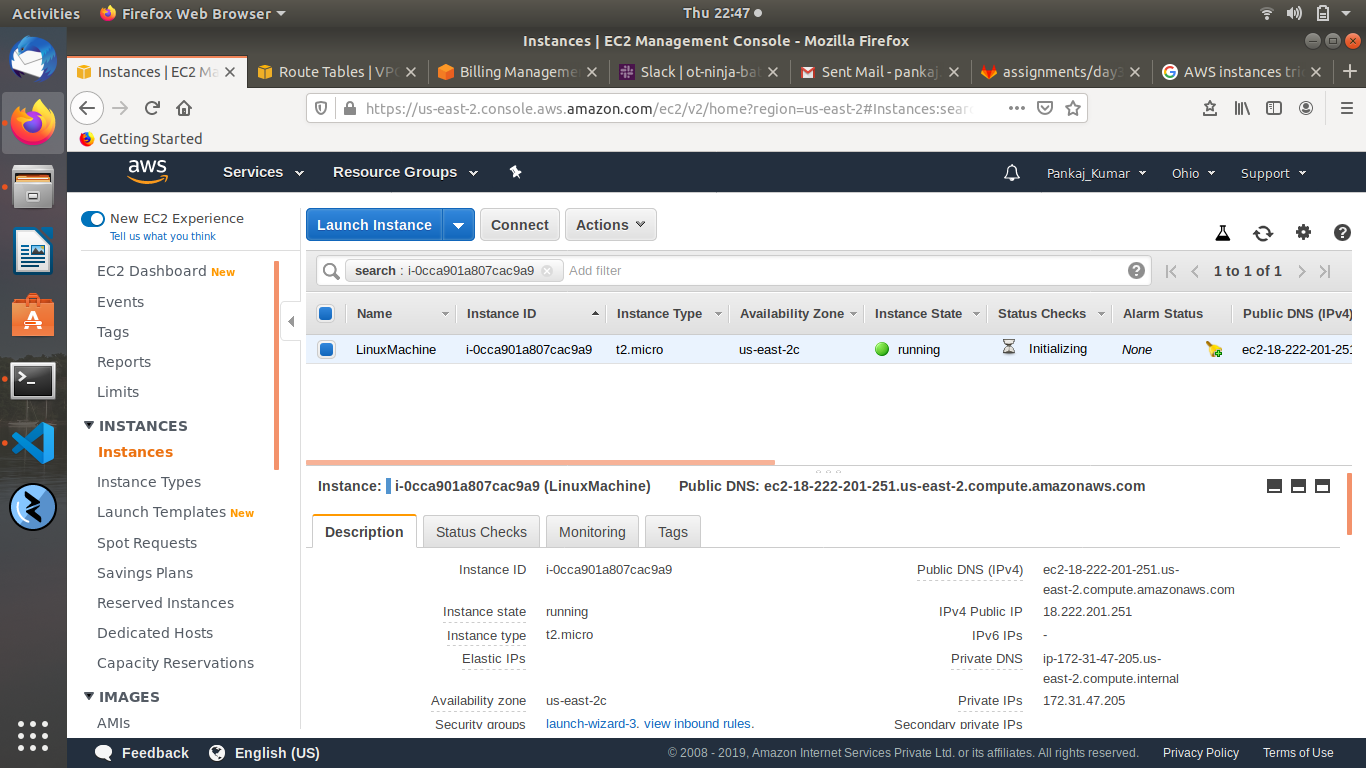 Activities Firefox Web Browser Thu 22:47
Instances | EC2 Management Console - Mozilla Firefox
Instances | EC2 Ma Route Tables | VPC Billing Manageme Slack | ot-ninja-bat Sent Mail - pankaj. assignments/day3 AWS instances tri
https://us-east-2.console.aws.amazon.com/ec2/v2/home?region=us-east-2#Instances:sear
Getting Started
aws Services Resource Groups Pankaj_Kumar Ohio Support
New EC2 Experience
Tell us what you think
Launch Instance Connect Actions
search : i-0cca901a807cac9a9 Add filter 1 to 1 of 1
Name Instance ID Instance Type Availability Zone Instance State Status Checks Alarm Status Public DNS (IPv4)
LinuxMachine i-0cca901a807cac9a9 t2.micro us-east-2c running Initializing None ec2-18-222-201-251
EC2 Dashboard New
Events
Tags
Reports
Limits
INSTANCES
Instances
Instance Types
Launch Templates New
Spot Requests
Savings Plans
Reserved Instances
Dedicated Hosts
Capacity Reservations
IMAGES
AMIs
Instance: i-0cca901a807cac9a9 (LinuxMachine) Public DNS: ec2-18-222-201-251.us-east-2.compute.amazonaws.com
Description Status Checks Monitoring Tags
Instance ID i-0cca901a807cac9a9
Instance state running
Instance type t2.micro
Elastic IPs
Availability zone us-east-2c
Security groups launch-wizard-3. view inbound rules.
Public DNS (IPv4) ec2-18-222-201-251.us-
east-2.compute.amazonaws.com
IPv4 Public IP 18.222.201.251
IPv6 IPs -
Private DNS ip-172-31-47-205.us-
east-2.compute.internal
Private IPs 172.31.47.205
Secondary private IPs
Feedback English (US) © 2008 - 2019, Amazon Internet Services Private Ltd. or its affiliates. All rights reserved. Privacy Policy Terms of Use